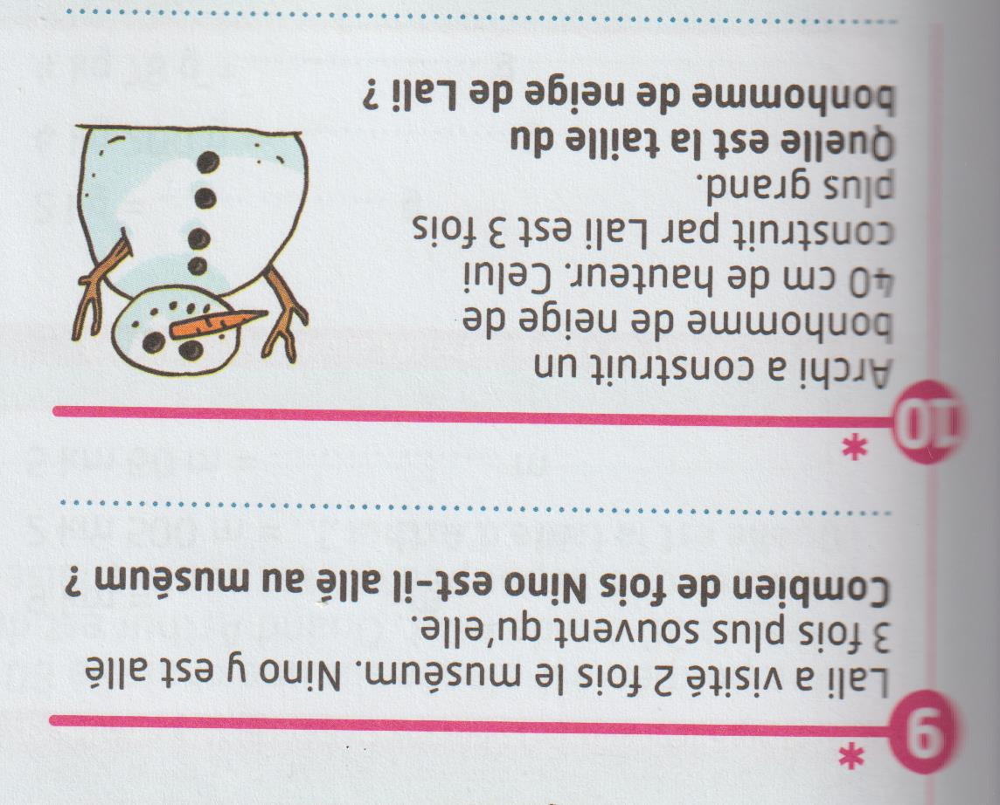 9 *
Lali a visité 2 fois le muséum. Nino y est allé
3 fois plus souvent qu'elle.
Combien de fois Nino est-il allé au muséum ?
10 *
Archi a construit un
bonhomme de neige de
40 cm de hauteur. Celui
construit par Lali est 3 fois
plus grand.
Quelle est la taille du
bonhomme de neige de Lali ?